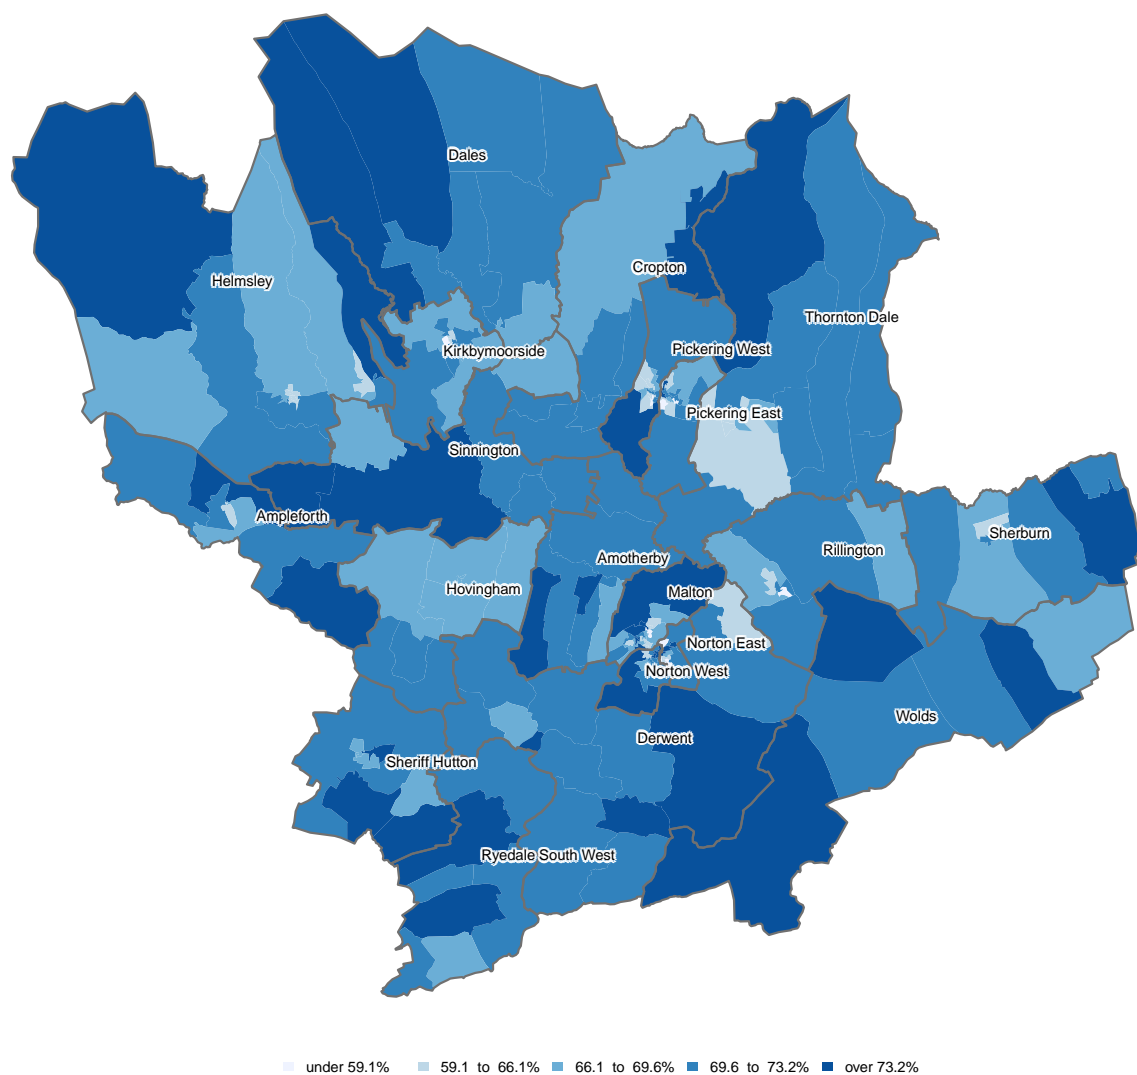 Dales
Cropton
Helmsley
Thornton Dale
Kirkbymoorside
Pickering West
Pickering East
Sinnington
Ampleforth
Sherburn
Rillington
Amotherby
Hovingham
Malton
Norton East
Norton West
Wolds
Derwent
Sheriff Hutton
Ryedale South West
under 59.1% 59.1 to 66.1% 66.1 to 69.6% 69.6 to 73.2% over 73.2%